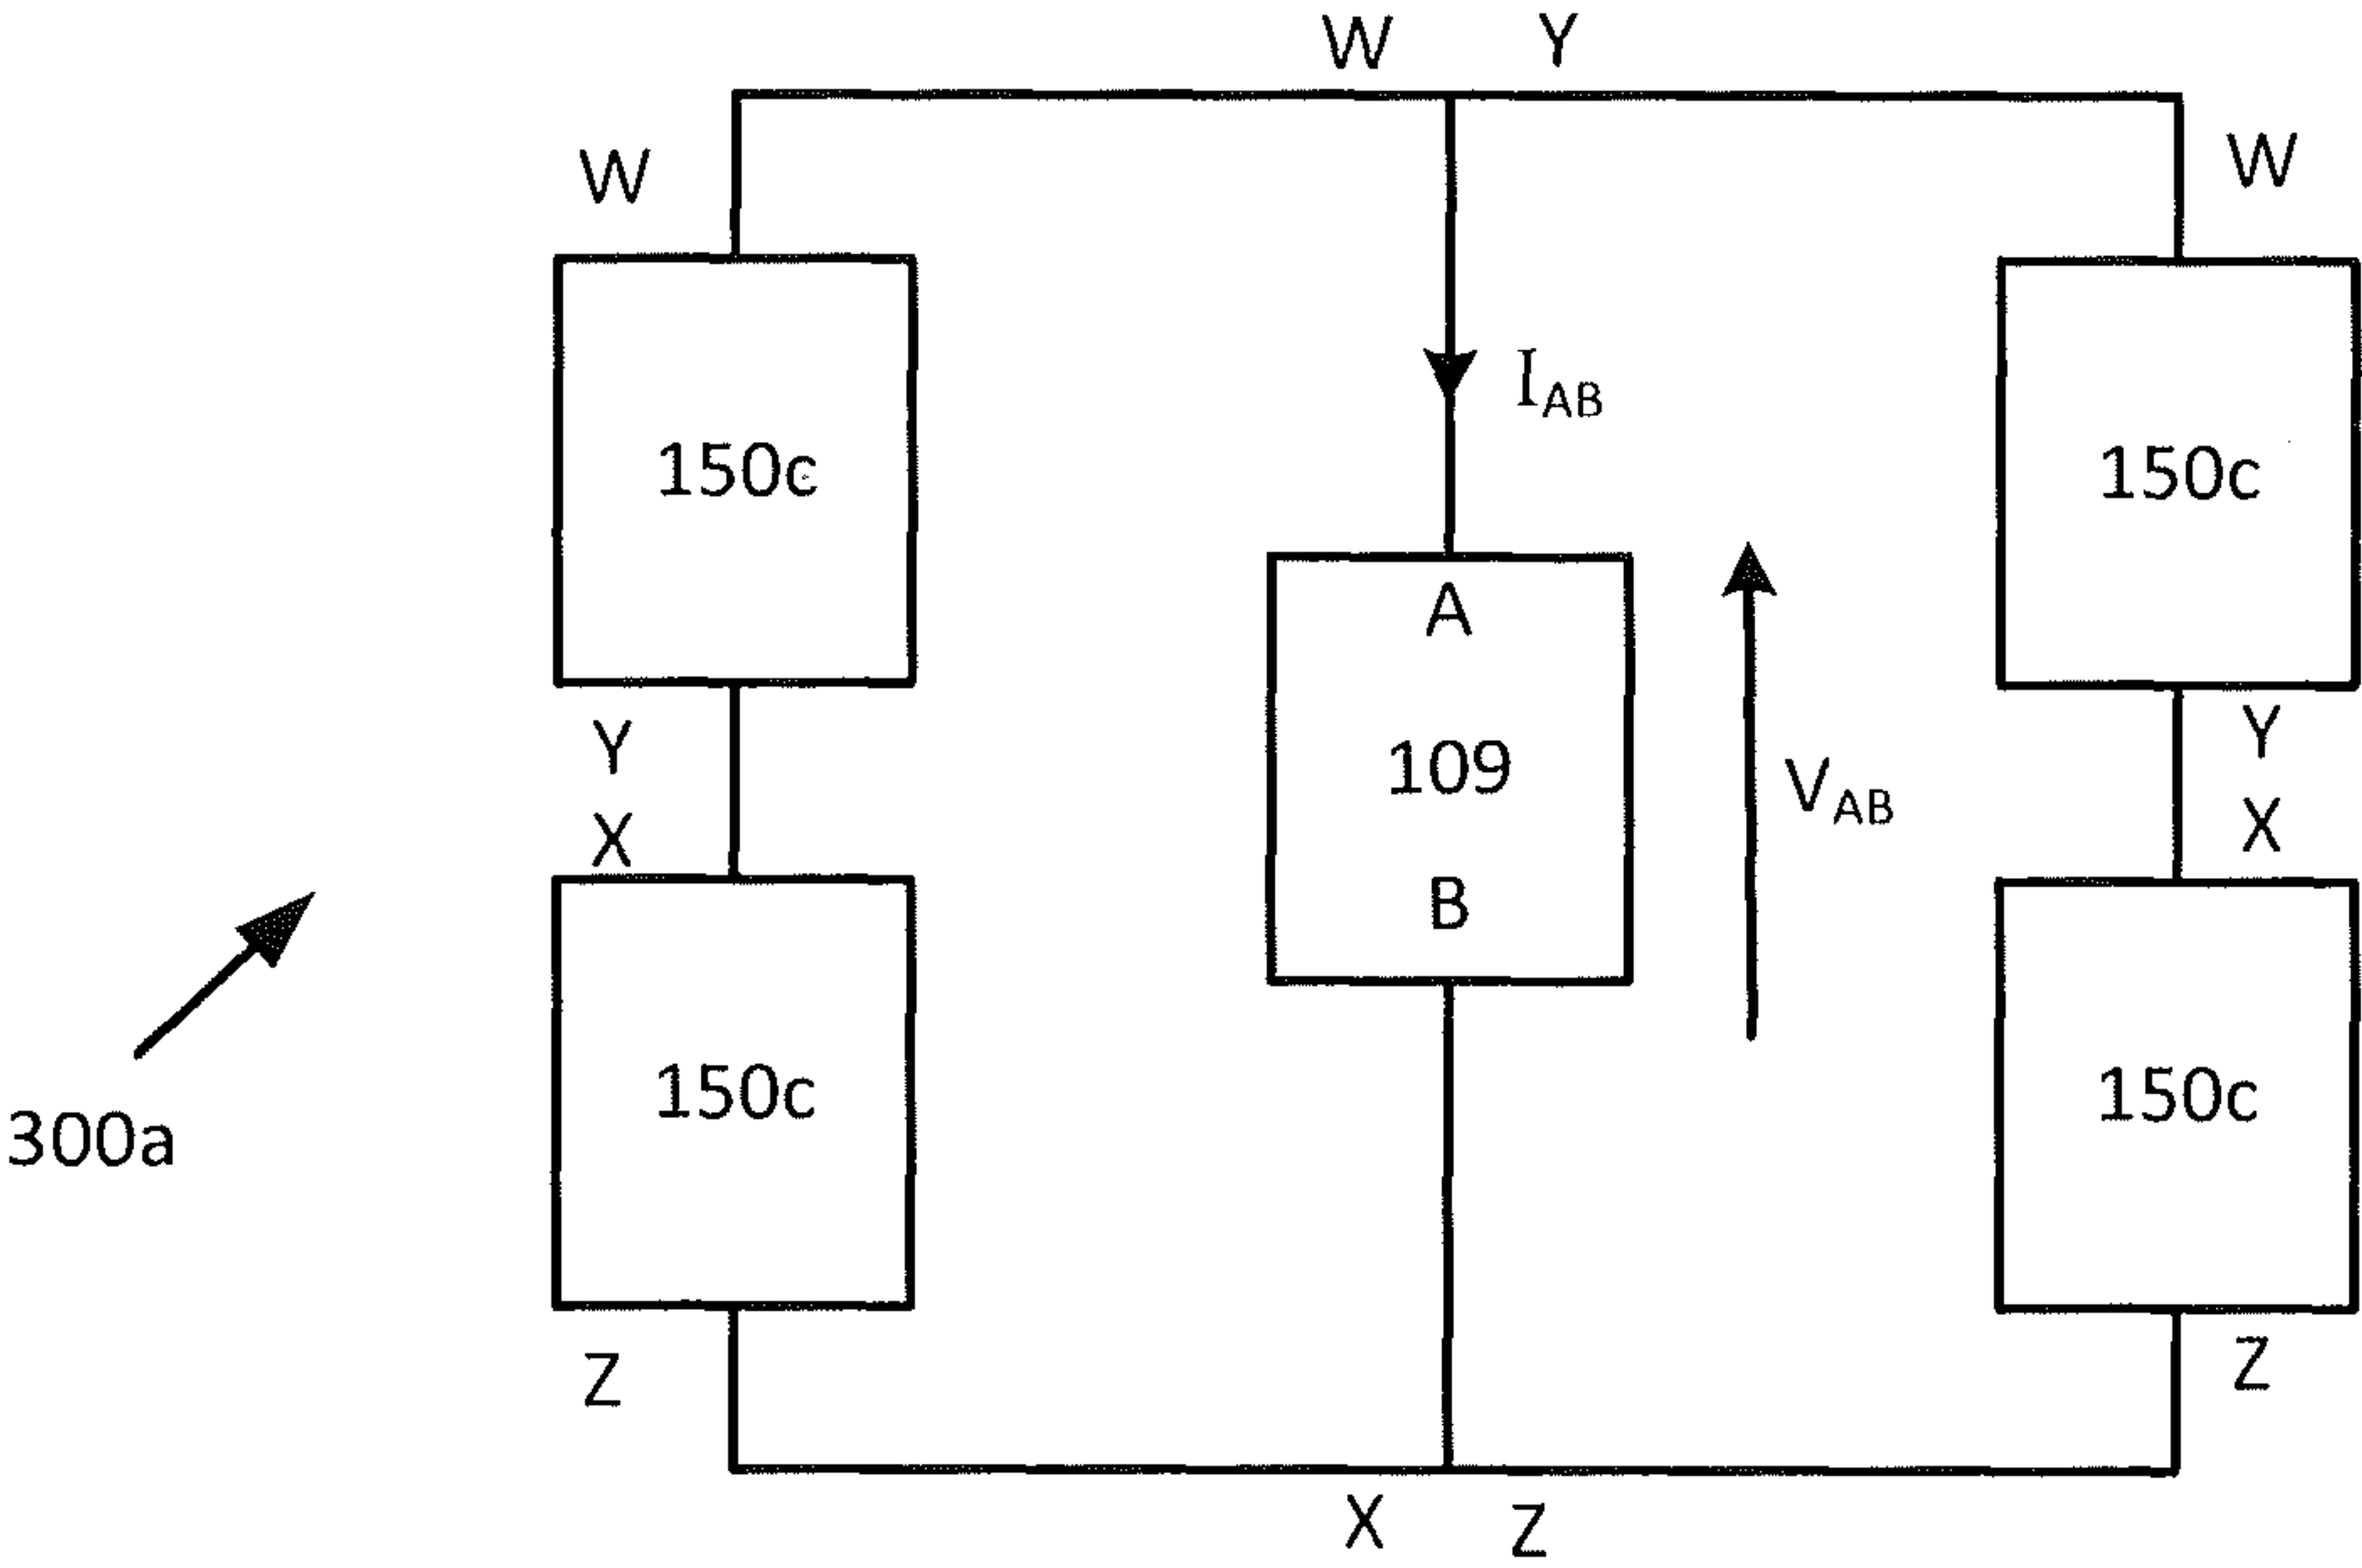 W Y
W W
I_AB
150c 150c
A
109
V_AB
B
Y Y
X X
150c 150c
300a
Z Z
X Z